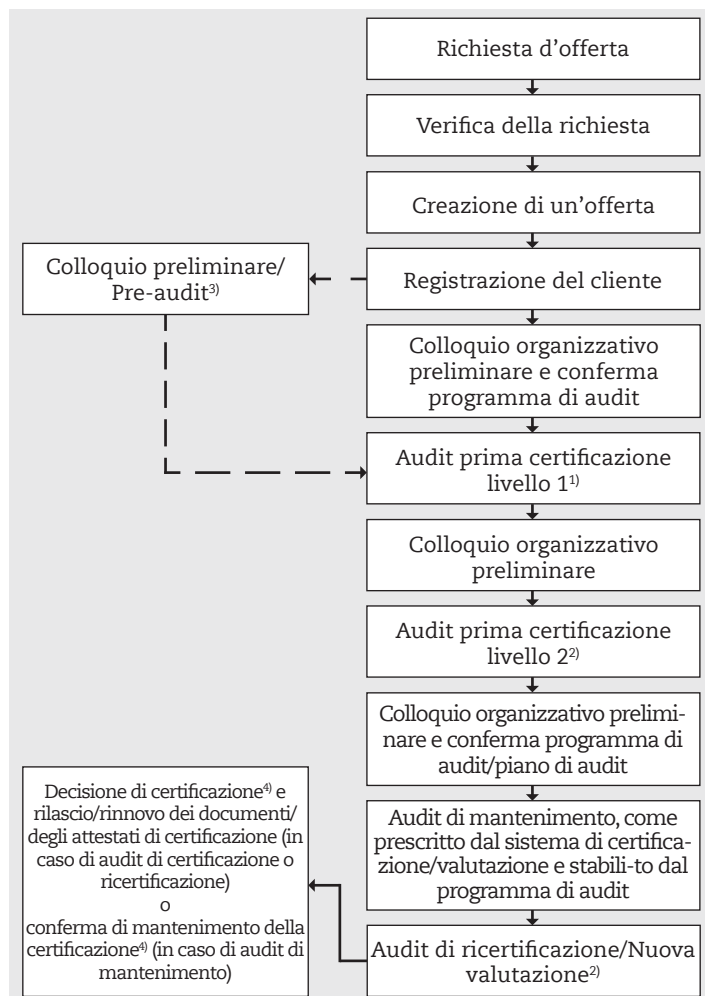 Richiesta d'offerta
Verifica della richiesta
Creazione di un'offerta
Registrazione del cliente
Colloquio preliminare/
Pre-audit³⁾
Colloquio organizzativo
preliminare e conferma
programma di audit
Audit prima certificazione
livello 1¹⁾
Colloquio organizzativo
preliminare
Audit prima certificazione
livello 2²⁾
Colloquio organizzativo prelimi-
nare e conferma programma di
audit/piano di audit
Audit di mantenimento, come
prescritto dal sistema di certifica-
zione/valutazione e stabili-to dal
programma di audit
Audit di ricertificazione/Nuova
valutazione²⁾
Decisione di certificazione⁴⁾ e
rilascio/rinnovo dei documenti/
degli attestati di certificazione (in
caso di audit di certificazione o
ricertificazione)
o
conferma di mantenimento della
certificazione⁴⁾ (in caso di audit di
mantenimento)